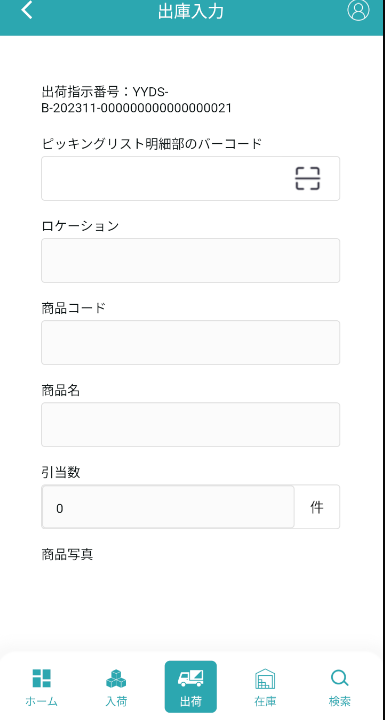 出庫入力
出荷指示番号：YYDS-
B-202311-000000000000000021
ピッキングリスト明細部のバーコード
ロケーション
商品コード
商品名
引当数
0 件
商品写真
ホーム 入荷 出荷 在庫 検索